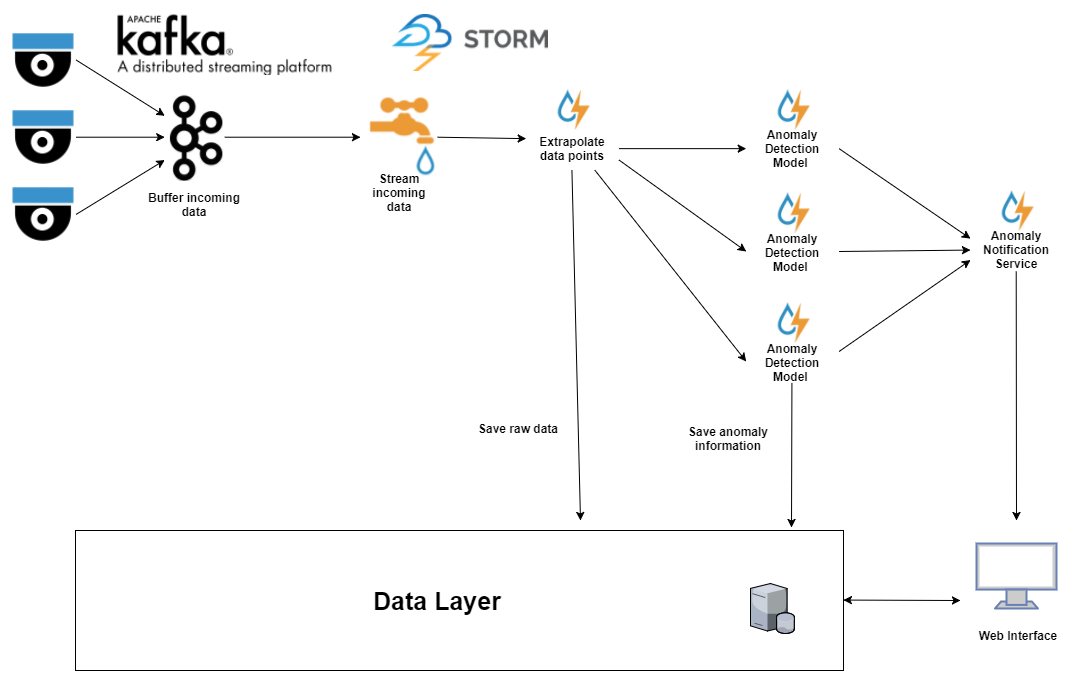 APACHE
kafka®
A distributed streaming platform
STORM
Buffer incoming
data
Stream
incoming
data
Extrapolate
data points
Anomaly
Detection
Model
Anomaly
Detection
Model
Anomaly
Detection
Model
Anomaly
Notification
Service
Save raw data
Save anomaly
information
Data Layer
Web Interface